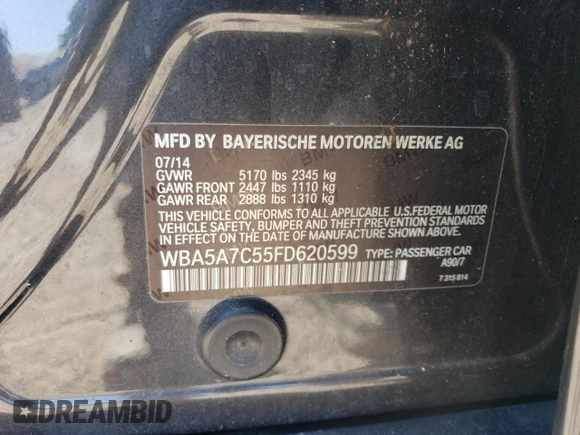 MFD BY BAYERISCHE MOTOREN WERKE AG
07/14
GVWR 5170 lbs 2345 kg
GAWR FRONT 2447 lbs 1110 kg
GAWR REAR 2888 lbs 1310 kg
THIS VEHICLE CONFORMS TO ALL APPLICABLE U.S.FEDERAL MOTOR
VEHICLE SAFETY, BUMPER AND THEFT PREVENTION STANDARDS
IN EFFECT ON THE DATE OF MANUFACTURE SHOWN ABOVE.
WBA5A7C55FD620599 TYPE: PASSENGER CAR
A90/7
7 315 814
DREAMBID